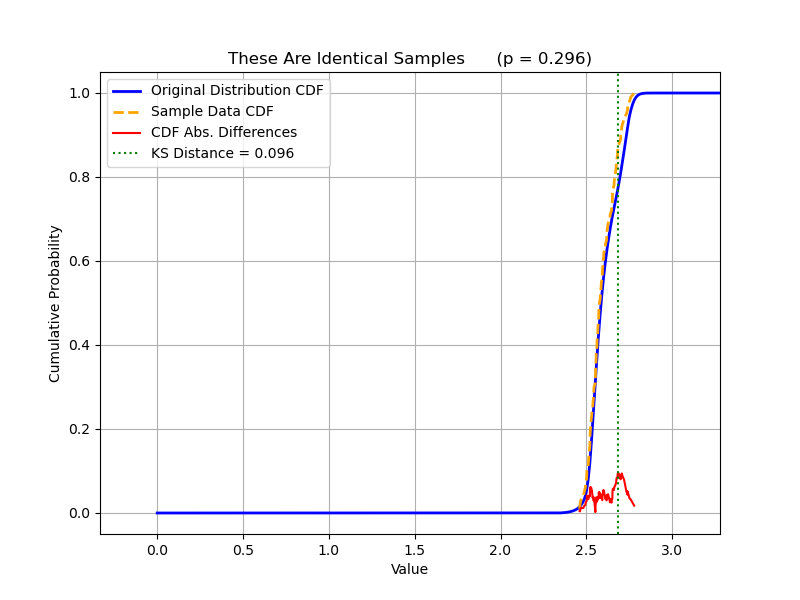 These Are Identical Samples (p = 0.296)
Original Distribution CDF
Sample Data CDF
CDF Abs. Differences
KS Distance = 0.096
Cumulative Probability
1.0
0.8
0.6
0.4
0.2
0.0
0.0 0.5 1.0 1.5 2.0 2.5 3.0
Value